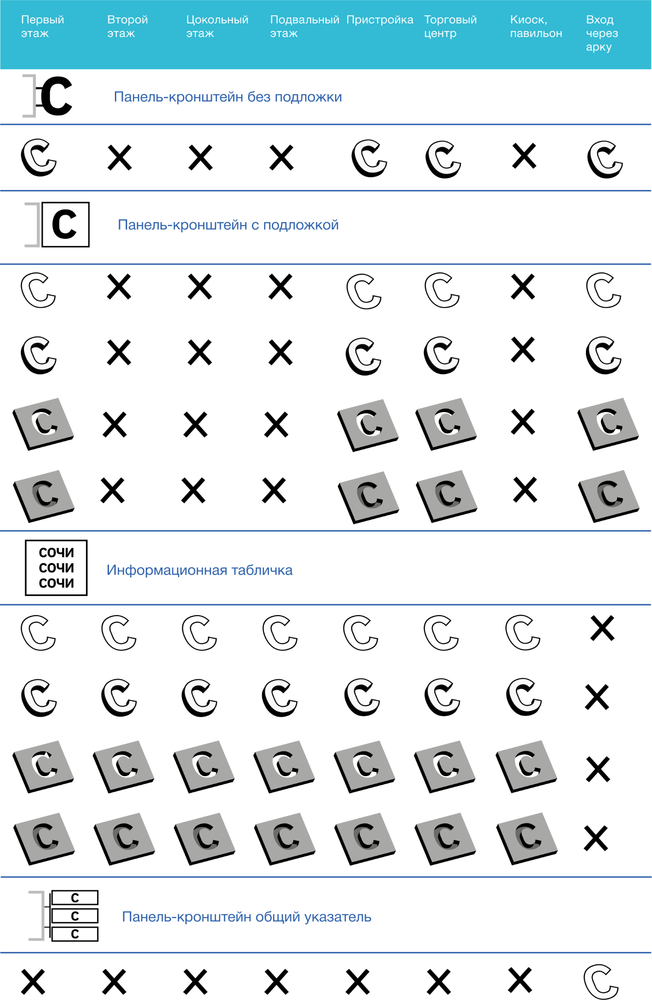 Первый этаж
Второй этаж
Цокольный этаж
Подвальный этаж
Пристройка
Торговый центр
Киоск, павильон
Вход через арку
С
Панель-кронштейн без подложки
С Х Х Х С С Х С
С
Панель-кронштейн с подложкой
С Х Х Х С С Х С
С Х Х Х С С Х С
С Х Х Х С С Х С
С Х Х Х С С Х С
СОЧИ
СОЧИ
СОЧИ
Информационная табличка
С С С С С С С Х
С С С С С С С Х
С С С С С С С Х
С С С С С С С Х
С
С
С
Панель-кронштейн общий указатель
Х Х Х Х Х Х Х С